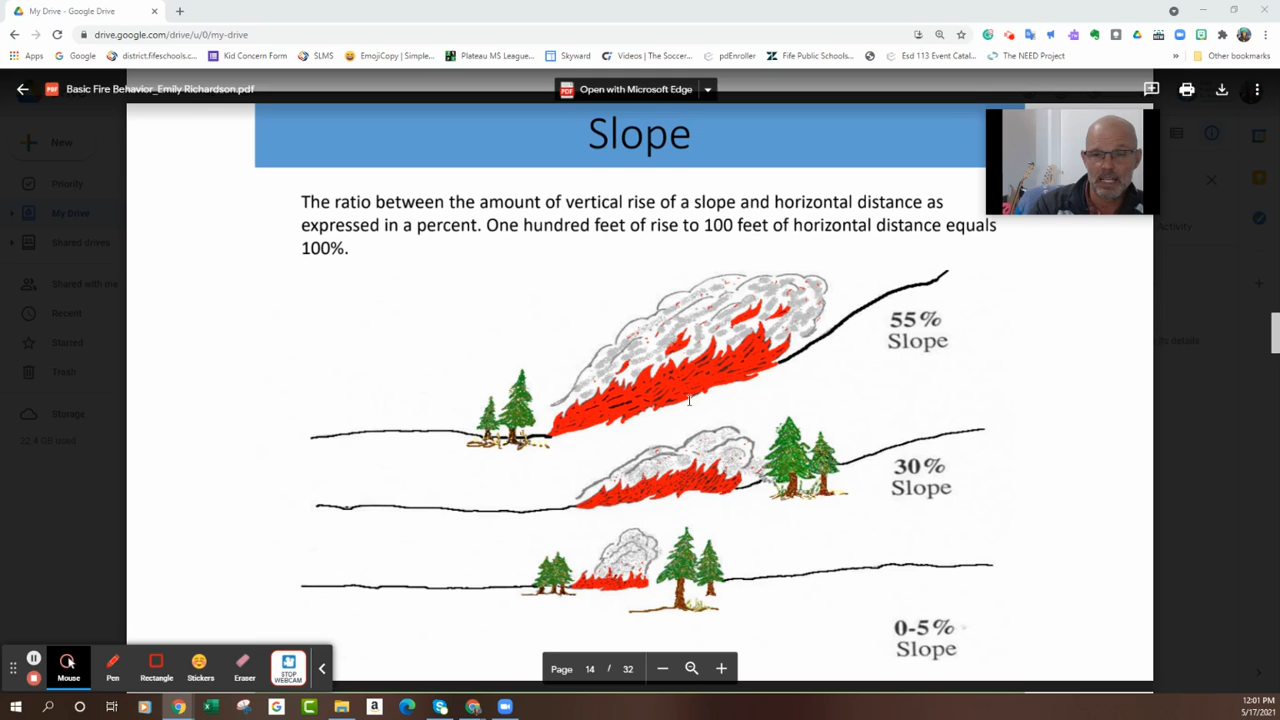 My Drive - Google Drive
drive.google.com/drive/u/0/my-drive
Apps Google district.fifeschools.c... Kid Concern Form SLMS EmojiCopy | Simple... Plateau MS League... Skyward Videos | The Soccer... pdEnroller Fife Public Schools... Esd 113 Energy Catal... The NEED Project » Other bookmarks
Basic Fire Behavior_Emily Richardson.pdf
Open with Microsoft Edge
New
Priority
My Drive
Shared drives
Shared with me
Recent
Starred
Trash
Storage
22.4 GB used
Slope
The ratio between the amount of vertical rise of a slope and horizontal distance as
expressed in a percent. One hundred feet of rise to 100 feet of horizontal distance equals
100%.
55%
Slope
30%
Slope
0-5%
Slope
Page 14 / 32
Mouse
Pen
Rectangle
Stickers
Eraser
STOP
WEBCAM
12:01 PM
5/17/2021